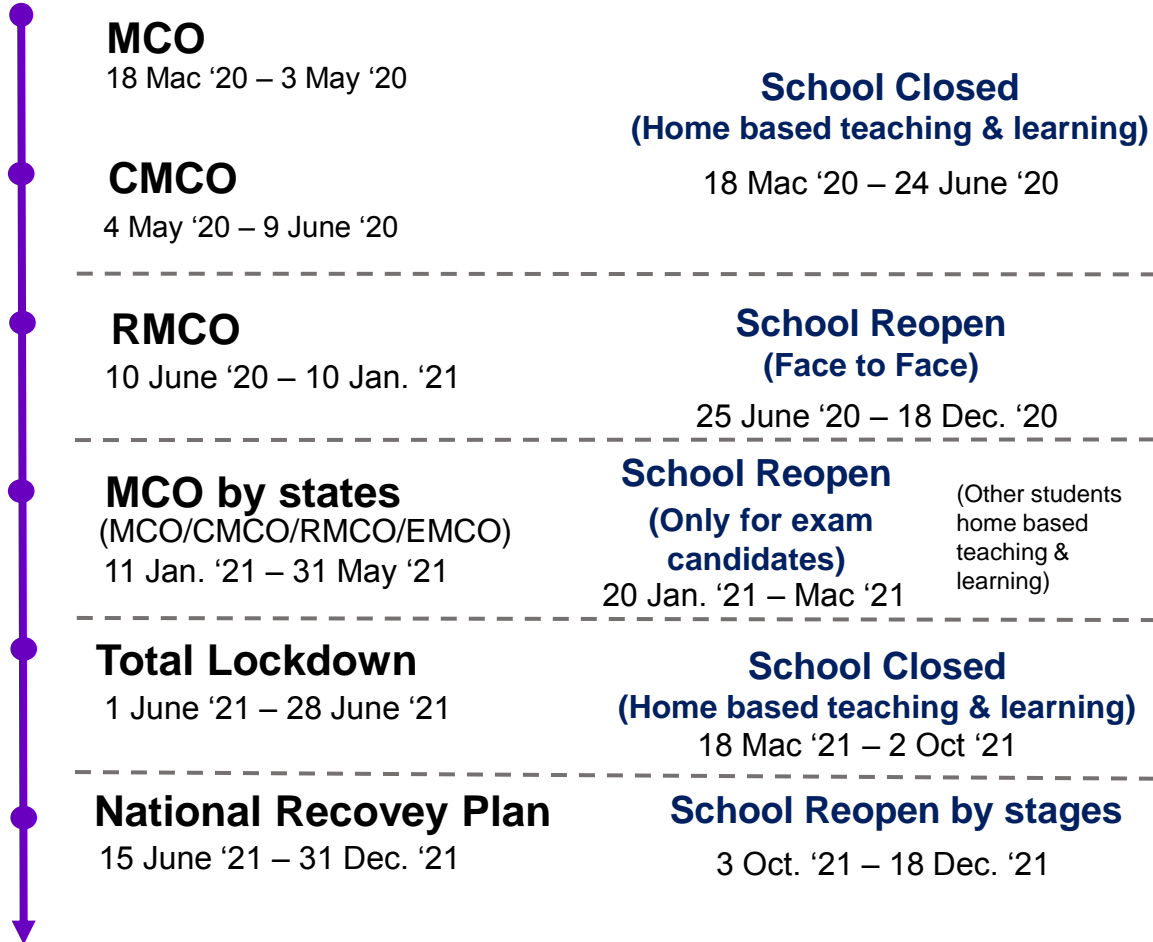 MCO
18 Mac ‘20 – 3 May ‘20
School Closed
(Home based teaching & learning)
18 Mac ‘20 – 24 June ‘20
CMCO
4 May ‘20 – 9 June ‘20
RMCO
10 June ‘20 – 10 Jan. ‘21
School Reopen
(Face to Face)
25 June ‘20 – 18 Dec. ‘20
MCO by states
(MCO/CMCO/RMCO/EMCO)
11 Jan. ‘21 – 31 May ‘21
School Reopen
(Only for exam
candidates)
20 Jan. ‘21 – Mac ‘21
(Other students
home based
teaching &
learning)
Total Lockdown
1 June ‘21 – 28 June ‘21
School Closed
(Home based teaching & learning)
18 Mac ‘21 – 2 Oct ‘21
National Recovey Plan
15 June ‘21 – 31 Dec. ‘21
School Reopen by stages
3 Oct. ‘21 – 18 Dec. ‘21